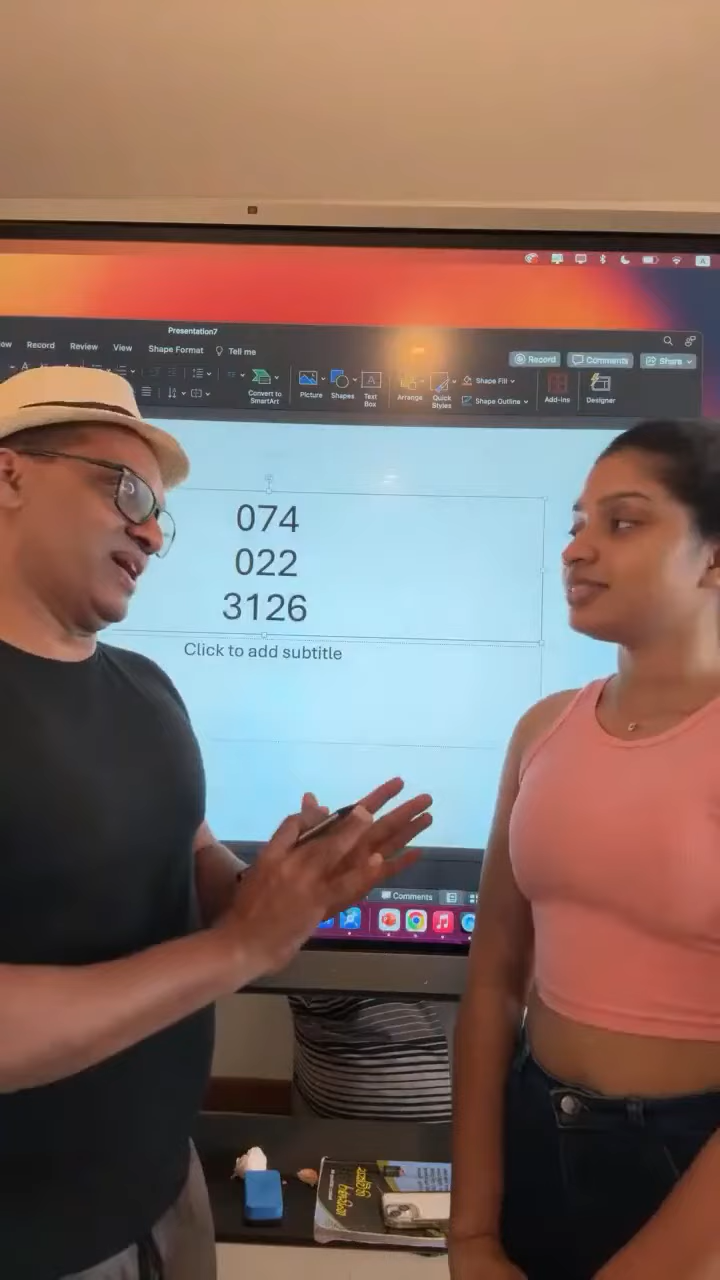 Presentation7
Record Review View Shape Format Tell me
Record Comments Share
Convert to SmartArt
Picture
Shapes
Text Box
Arrange
Quick Styles
Shape Fill
Shape Outline
Add-ins
Designer
074
022
3126
Click to add subtitle
Comments